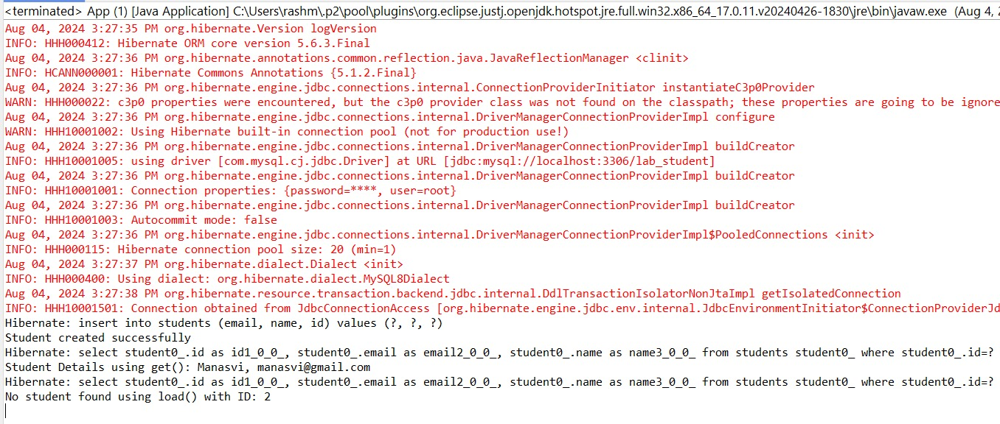 <terminated> App (1) [Java Application] C:\Users\rashm\.p2\pool\plugins\org.eclipse.justj.openjdk.hotspot.jre.full.win32.x86_64_17.0.11.v20240426-1830\jre\bin\javaw.exe (Aug 4,
Aug 04, 2024 3:27:35 PM org.hibernate.Version logVersion
INFO: HHH000412: Hibernate ORM core version 5.6.3.Final
Aug 04, 2024 3:27:36 PM org.hibernate.annotations.common.reflection.java.JavaReflectionManager <clinit>
INFO: HCANN000001: Hibernate Commons Annotations {5.1.2.Final}
Aug 04, 2024 3:27:36 PM org.hibernate.engine.jdbc.connections.internal.ConnectionProviderInitiator instantiateC3p0Provider
WARN: HHH000022: c3p0 properties were encountered, but the c3p0 provider class was not found on the classpath; these properties are going to be ignore
Aug 04, 2024 3:27:36 PM org.hibernate.engine.jdbc.connections.internal.DriverManagerConnectionProviderImpl configure
WARN: HHH10001002: Using Hibernate built-in connection pool (not for production use!)
Aug 04, 2024 3:27:36 PM org.hibernate.engine.jdbc.connections.internal.DriverManagerConnectionProviderImpl buildCreator
INFO: HHH10001005: using driver [com.mysql.cj.jdbc.Driver] at URL [jdbc:mysql://localhost:3306/lab_student]
Aug 04, 2024 3:27:36 PM org.hibernate.engine.jdbc.connections.internal.DriverManagerConnectionProviderImpl buildCreator
INFO: HHH10001001: Connection properties: {password=****, user=root}
Aug 04, 2024 3:27:36 PM org.hibernate.engine.jdbc.connections.internal.DriverManagerConnectionProviderImpl buildCreator
INFO: HHH10001003: Autocommit mode: false
Aug 04, 2024 3:27:36 PM org.hibernate.engine.jdbc.connections.internal.DriverManagerConnectionProviderImpl$PooledConnections <init>
INFO: HHH000115: Hibernate connection pool size: 20 (min=1)
Aug 04, 2024 3:27:37 PM org.hibernate.dialect.Dialect <init>
INFO: HHH000400: Using dialect: org.hibernate.dialect.MySQL8Dialect
Aug 04, 2024 3:27:38 PM org.hibernate.resource.transaction.backend.jdbc.internal.DdlTransactionIsolatorNonJtaImpl getIsolatedConnection
INFO: HHH10001501: Connection obtained from JdbcConnectionAccess [org.hibernate.engine.jdbc.env.internal.JdbcEnvironmentInitiator$ConnectionProviderJd
Hibernate: insert into students (email, name, id) values (?, ?, ?)
Student created successfully
Hibernate: select student0_.id as id1_0_0_, student0_.email as email2_0_0_, student0_.name as name3_0_0_ from students student0_ where student0_.id=?
Student Details using get(): Manasvi, manasvi@gmail.com
Hibernate: select student0_.id as id1_0_0_, student0_.email as email2_0_0_, student0_.name as name3_0_0_ from students student0_ where student0_.id=?
No student found using load() with ID: 2